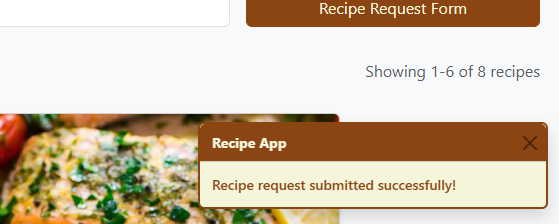 Recipe Request Form
Showing 1-6 of 8 recipes
Recipe App
Recipe request submitted successfully!